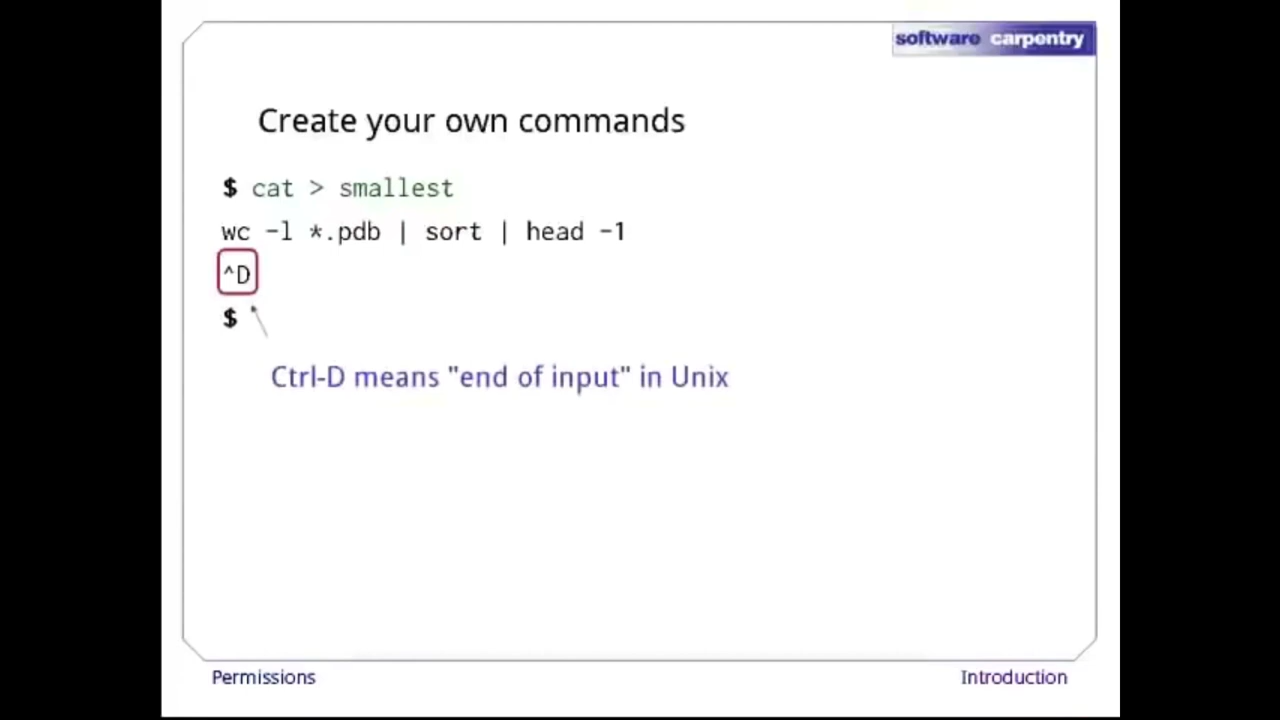 software carpentry
Create your own commands
$ cat > smallest
wc -l *.pdb | sort | head -1
^D
$
Ctrl-D means "end of input" in Unix
Permissions
Introduction